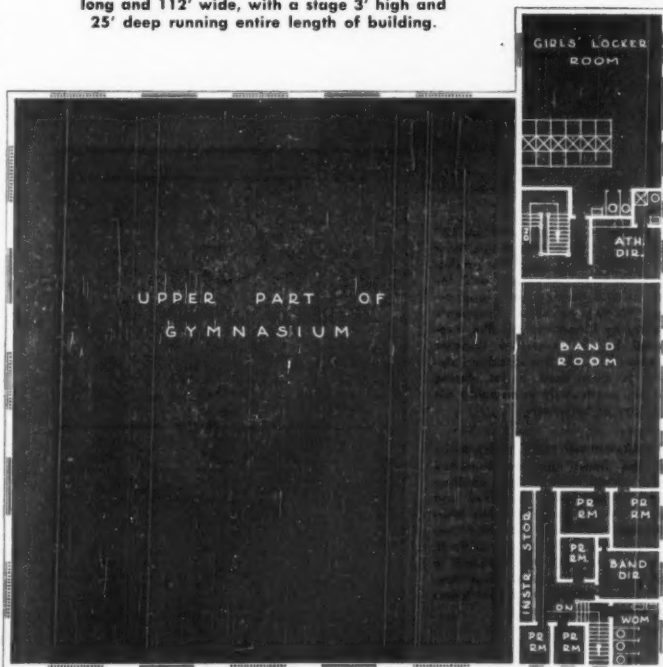 long and 112' wide, with a stage 3' high and
25' deep running entire length of building.
GIRLS' LOCKER
ROOM
ATH.
DIR.
UPPER PART OF
GYMNASIUM
BAND
ROOM
INSTR. STOR.
PR
RM
PR
RM
PR
RM.
BAND
DIR
DN
WOM
PR
RM
PR
RM